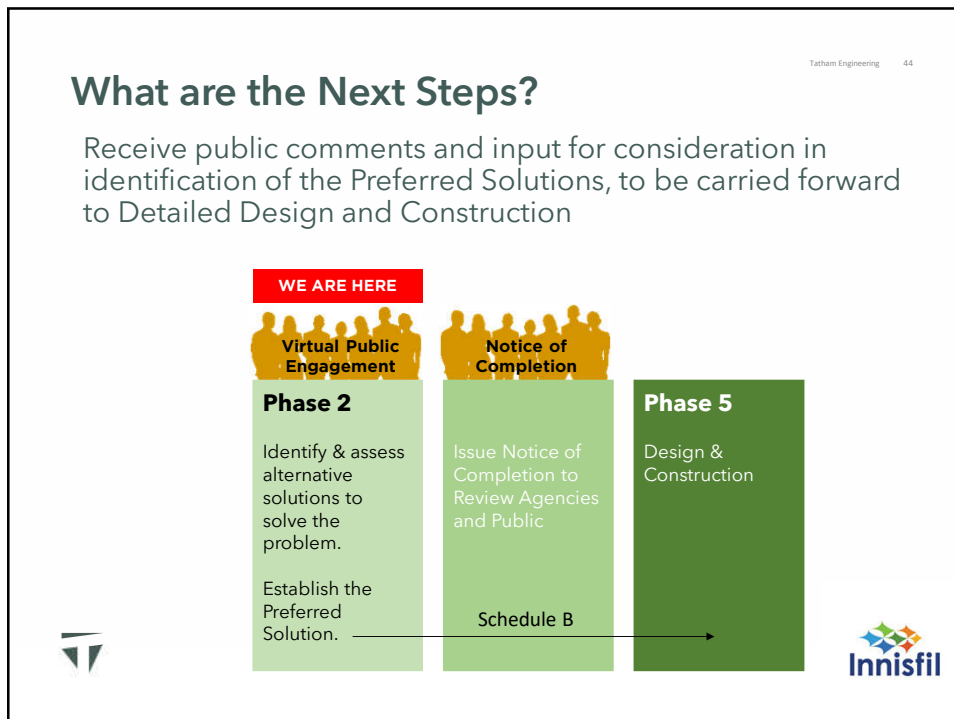 Tatham Engineering 44
What are the Next Steps?
Receive public comments and input for consideration in
identification of the Preferred Solutions, to be carried forward
to Detailed Design and Construction
WE ARE HERE
Virtual Public
Engagement
Phase 2
Identify & assess
alternative
solutions to
solve the
problem.
Establish the
Preferred
Solution.
Notice of
Completion
Issue Notice of
Completion to
Review Agencies
and Public
Schedule B
Phase 5
Design &
Construction
Innisfil